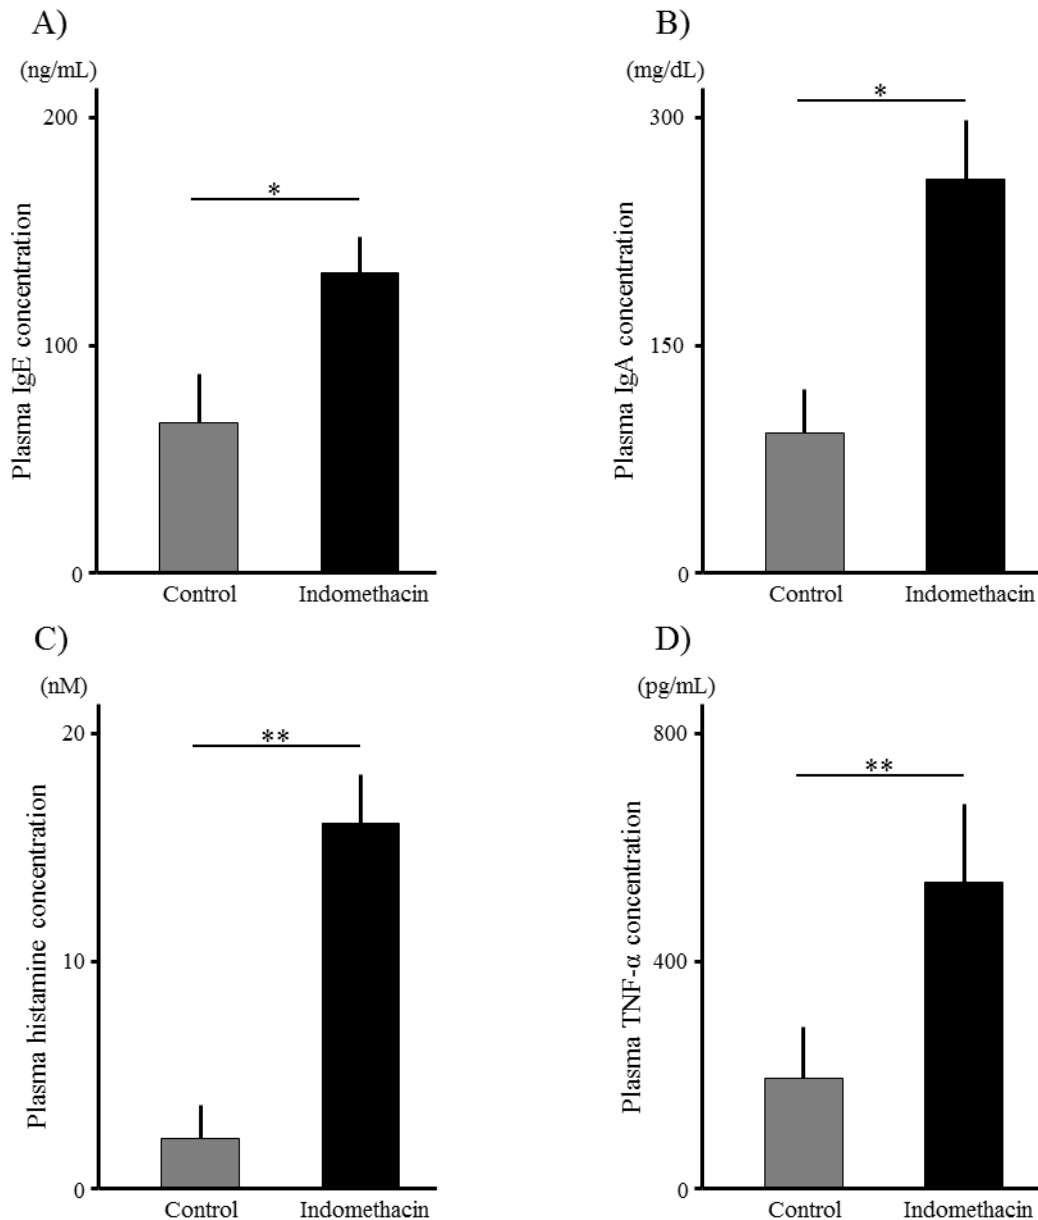 A)
(ng/mL)
200
*
Plasma IgE concentration
100
0
Control Indomethacin
B)
(mg/dL)
*
300
Plasma IgA concentration
150
0
Control Indomethacin
C)
(nM)
20
**
Plasma histamine concentration
10
0
Control Indomethacin
D)
(pg/mL)
800
**
Plasma TNF-α concentration
400
0
Control Indomethacin